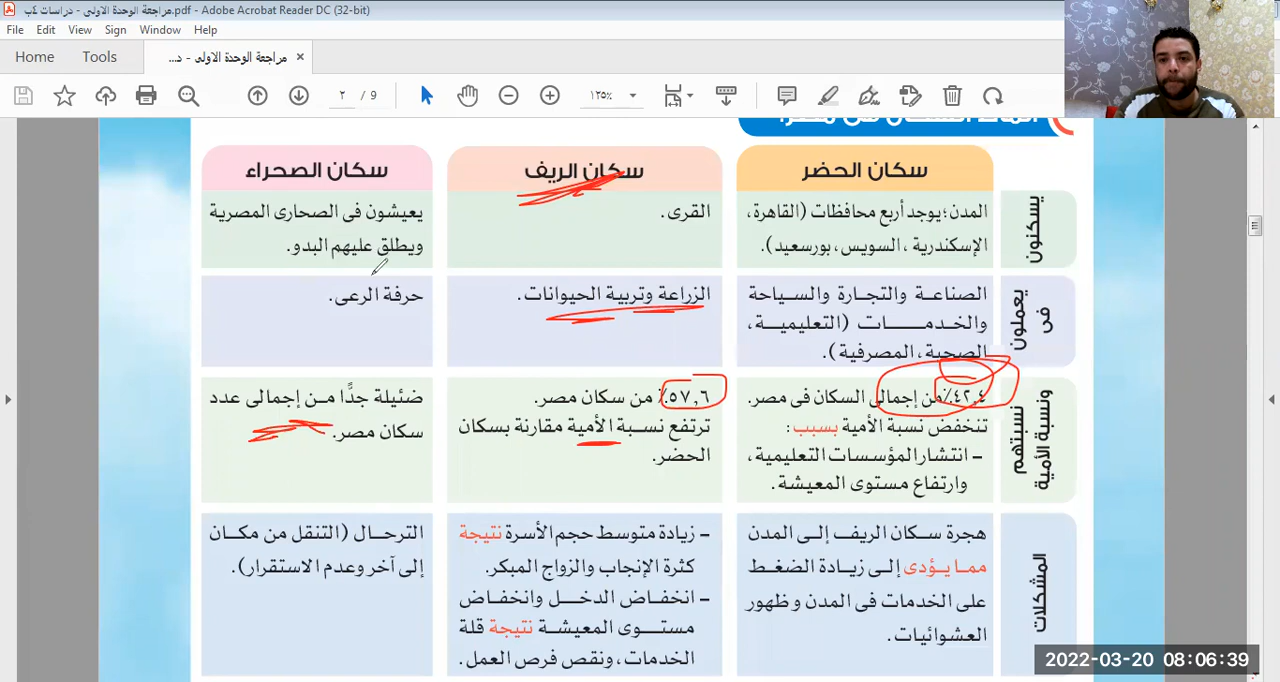 مراجعة الوحدة الاولى - دراسات ٤ب.pdf - Adobe Acrobat Reader DC (32-bit)
File Edit View Sign Window Help
Home Tools مراجعة الوحدة الاولى - د... ×
٢ / 9 ١٢٥%
سكان الحضر
سكان الريف
سكان الصحراء
يسكنون
المدن؛ يوجد أربع محافظات (القاهرة،
الإسكندرية، السويس، بورسعيد).
القرى.
يعيشون فى الصحارى المصرية
ويطلق عليهم البدو.
يعملون
فى
الصناعة والتجارة والسياحة
والخدمات (التعليمية،
الصحية، المصرفية).
الزراعة وتربية الحيوانات.
حرفة الرعى.
نسبتهم
ونسبة الأمية
٤٢,٤٪ من إجمالى السكان فى مصر.
تنخفض نسبة الأمية بسبب:
- انتشار المؤسسات التعليمية،
وارتفاع مستوى المعيشة.
٥٧,٦٪ من سكان مصر.
ترتفع نسبة الأمية مقارنة بسكان
الحضر.
ضئيلة جدًّا من إجمالى عدد
سكان مصر.
المشكلات
هجرة سكان الريف إلى المدن
مما يؤدى إلى زيادة الضغط
على الخدمات فى المدن وظهور
العشوائيات.
- زيادة متوسط حجم الأسرة نتيجة
كثرة الإنجاب والزواج المبكر.
- انخفاض الدخل وانخفاض
مستوى المعيشة نتيجة قلة
الخدمات، ونقص فرص العمل.
الترحال (التنقل من مكان
إلى آخر وعدم الاستقرار).
2022-03-20 08:06:39